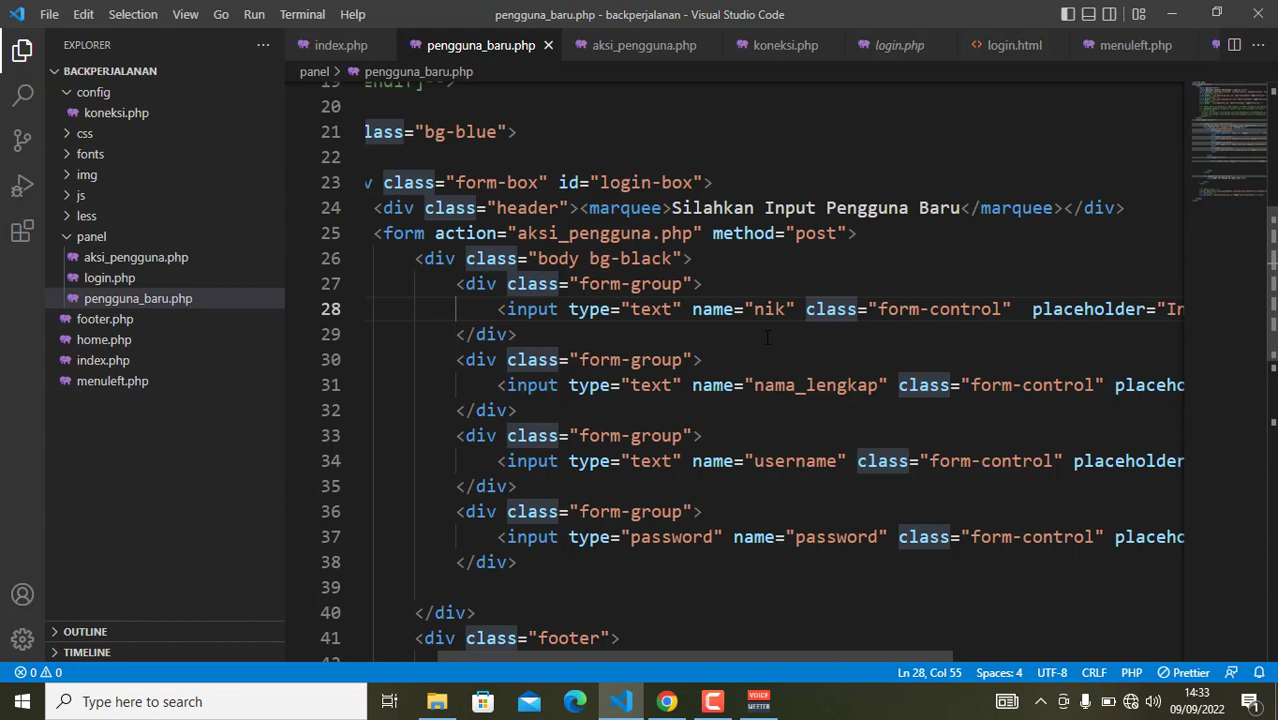 File Edit Selection View Go Run Terminal Help pengguna_baru.php - backperjalanan - Visual Studio Code
EXPLORER
index.php pengguna_baru.php aksi_pengguna.php koneksi.php login.php login.html menuleft.php
BACKPERJALANAN
config
koneksi.php
css
fonts
img
js
less
panel
aksi_pengguna.php
login.php
pengguna_baru.php
footer.php
home.php
index.php
menuleft.php
OUTLINE
TIMELINE
panel > pengguna_baru.php
20
21 lass="bg-blue">
22
23 v class="form-box" id="login-box">
24 <div class="header"><marquee>Silahkan Input Pengguna Baru</marquee></div>
25 <form action="aksi_pengguna.php" method="post">
26 <div class="body bg-black">
27 <div class="form-group">
28 <input type="text" name="nik" class="form-control" placeholder="In
29 </div>
30 <div class="form-group">
31 <input type="text" name="nama_lengkap" class="form-control" placeho
32 </div>
33 <div class="form-group">
34 <input type="text" name="username" class="form-control" placeholder
35 </div>
36 <div class="form-group">
37 <input type="password" name="password" class="form-control" placeho
38 </div>
39
40 </div>
41 <div class="footer">
0 0 Ln 28, Col 55 Spaces: 4 UTF-8 CRLF PHP Prettier
Type here to search
VOICE MEETER
14:33
09/09/2022
1